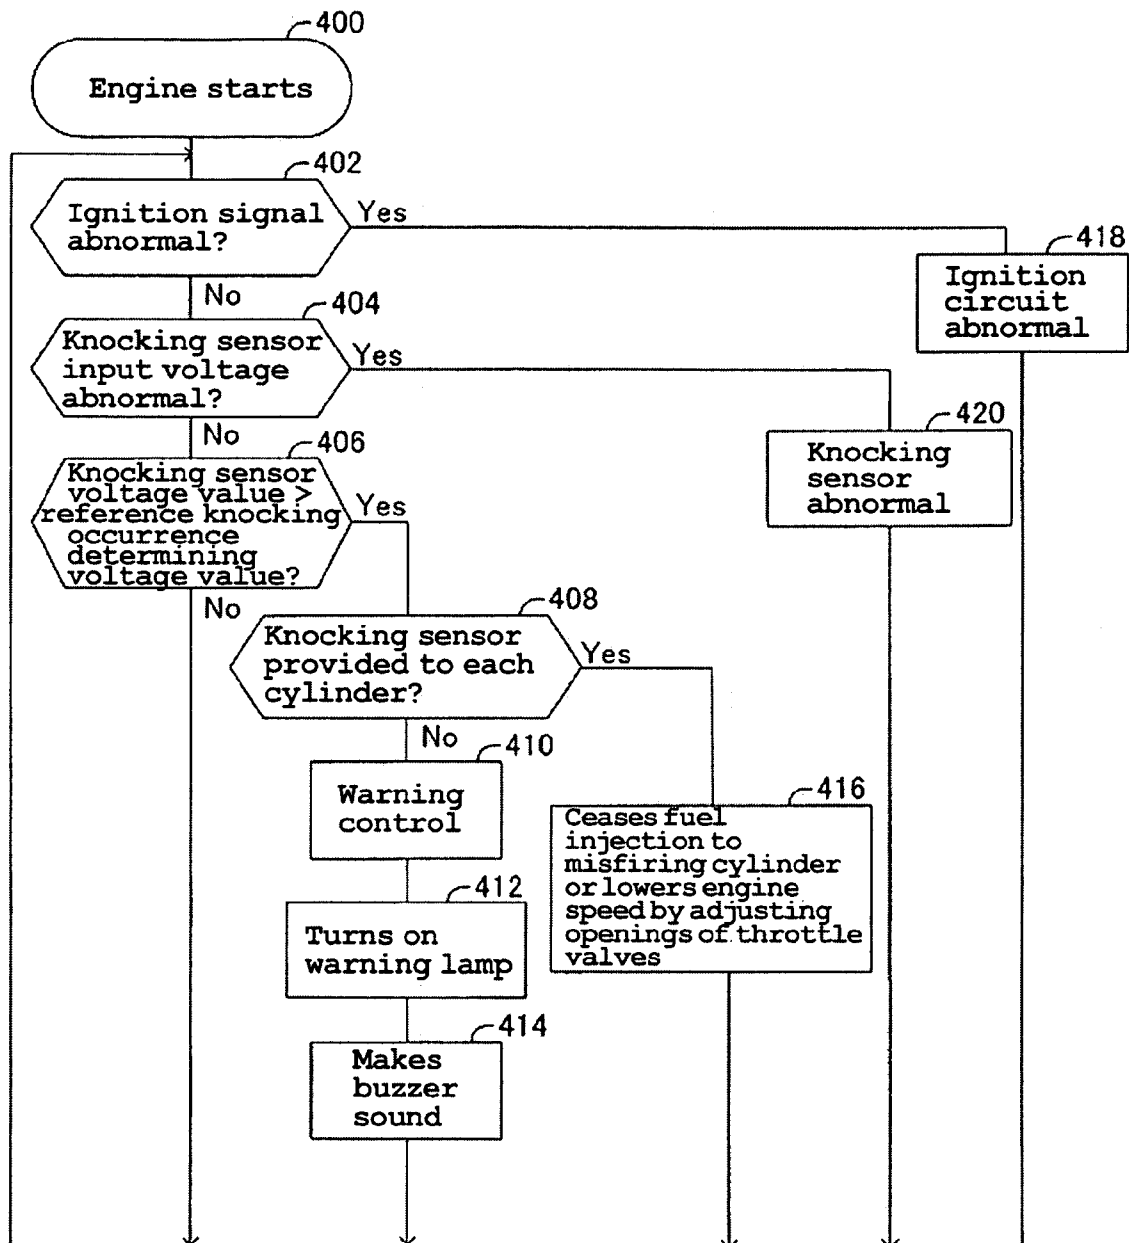 400
Engine starts
402
Ignition signal
abnormal?
Yes
418
Ignition
circuit
abnormal
No
404
Knocking sensor
input voltage
abnormal?
Yes
420
Knocking
sensor
abnormal
No
406
Knocking sensor
voltage value >
reference knocking
occurrence
determining
voltage value?
Yes
No
408
Knocking sensor
provided to each
cylinder?
Yes
No
410
Warning
control
416
Ceases fuel
injection to
misfiring cylinder
or lowers engine
speed by adjusting
openings of throttle
valves
412
Turns on
warning lamp
414
Makes
buzzer
sound